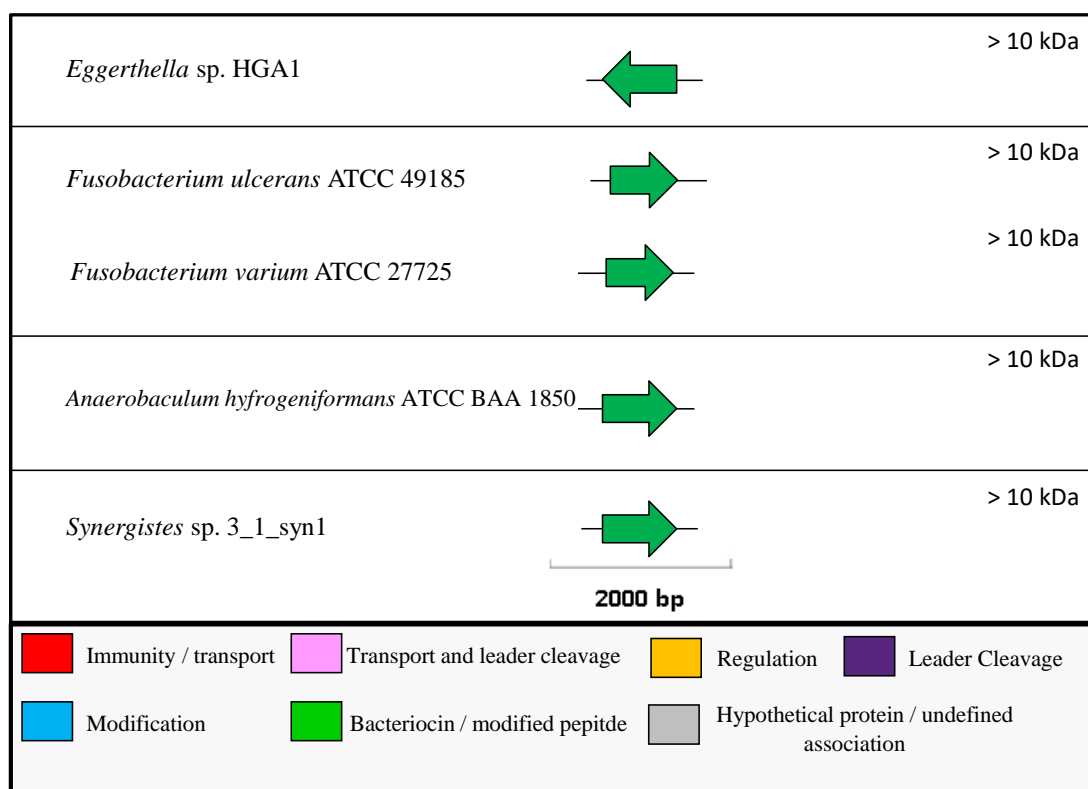 > 10 kDa
Eggerthella sp. HGA1
> 10 kDa
Fusobacterium ulcerans ATCC 49185
> 10 kDa
Fusobacterium varium ATCC 27725
> 10 kDa
Anaerobaculum hyfrogeniformans ATCC BAA 1850
> 10 kDa
Synergistes sp. 3_1_syn1
2000 bp
Immunity / transport
Transport and leader cleavage
Regulation
Leader Cleavage
Modification
Bacteriocin / modified pepitde
Hypothetical protein / undefined
association